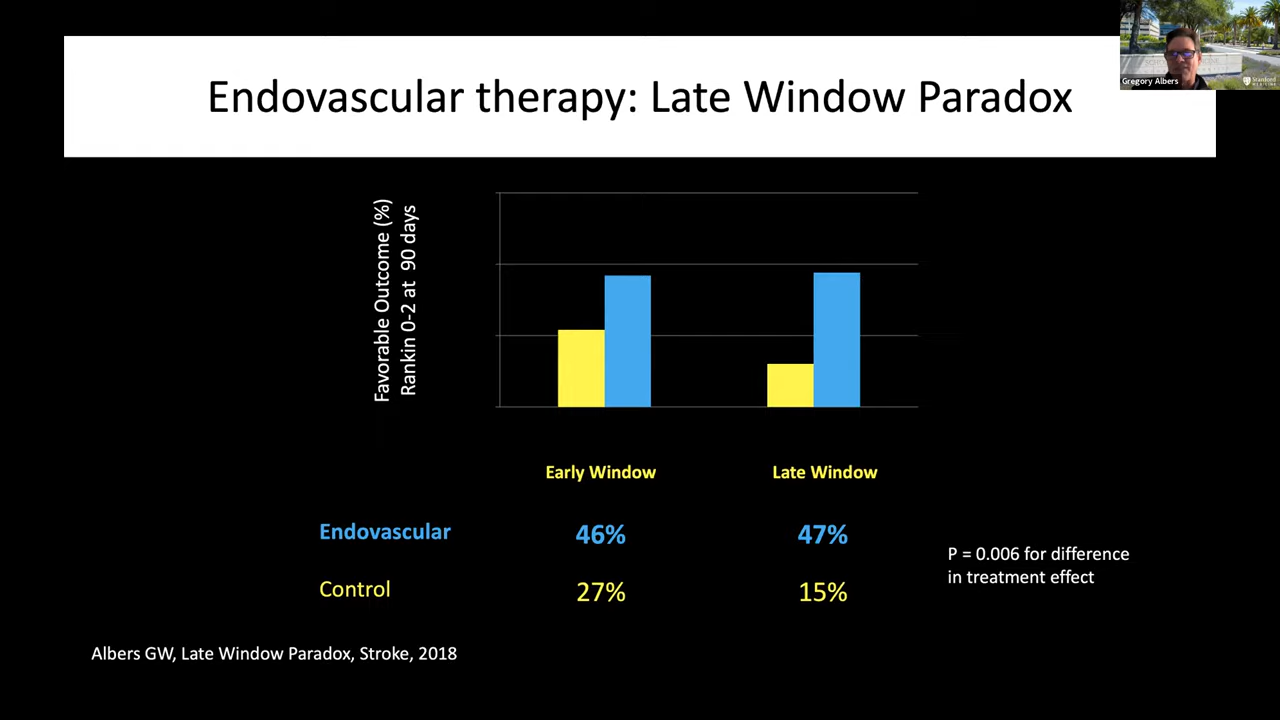 Endovascular therapy: Late Window Paradox
Gregory Albers
Stanford
MEDICINE
Favorable Outcome (%)
Rankin 0-2 at 90 days
Early Window
Late Window
Endovascular
46%
47%
P = 0.006 for difference
in treatment effect
Control
27%
15%
Albers GW, Late Window Paradox, Stroke, 2018